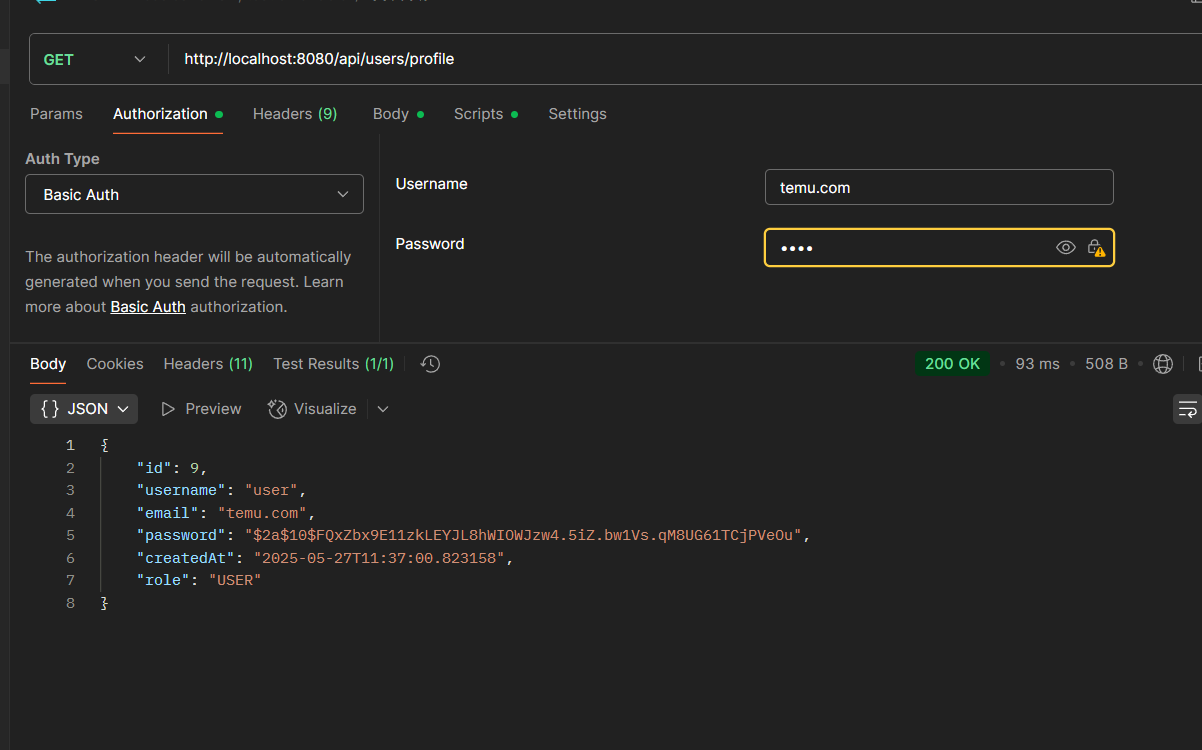 GET http://localhost:8080/api/users/profile
Params Authorization Headers (9) Body Scripts Settings
Auth Type
Basic Auth
The authorization header will be automatically
generated when you send the request. Learn
more about Basic Auth authorization.
Username temu.com
Password ••••
Body Cookies Headers (11) Test Results (1/1) 200 OK • 93 ms • 508 B •
{} JSON Preview Visualize
1 {
2 "id": 9,
3 "username": "user",
4 "email": "temu.com",
5 "password": "$2a$10$FQxZbx9E11zkLEYJL8hWIOWJzw4.5iZ.bw1Vs.qM8UG61TCjPVeOu",
6 "createdAt": "2025-05-27T11:37:00.823158",
7 "role": "USER"
8 }